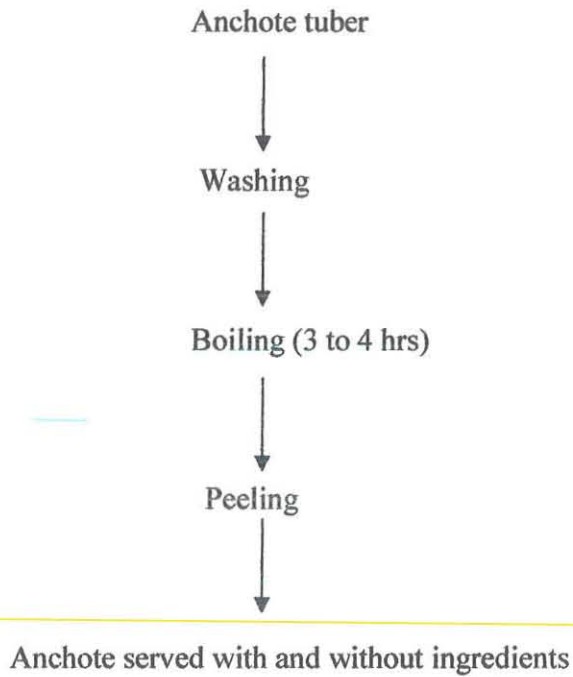 Anchote tuber
Washing
Boiling (3 to 4 hrs)
Peeling
Anchote served with and without ingredients